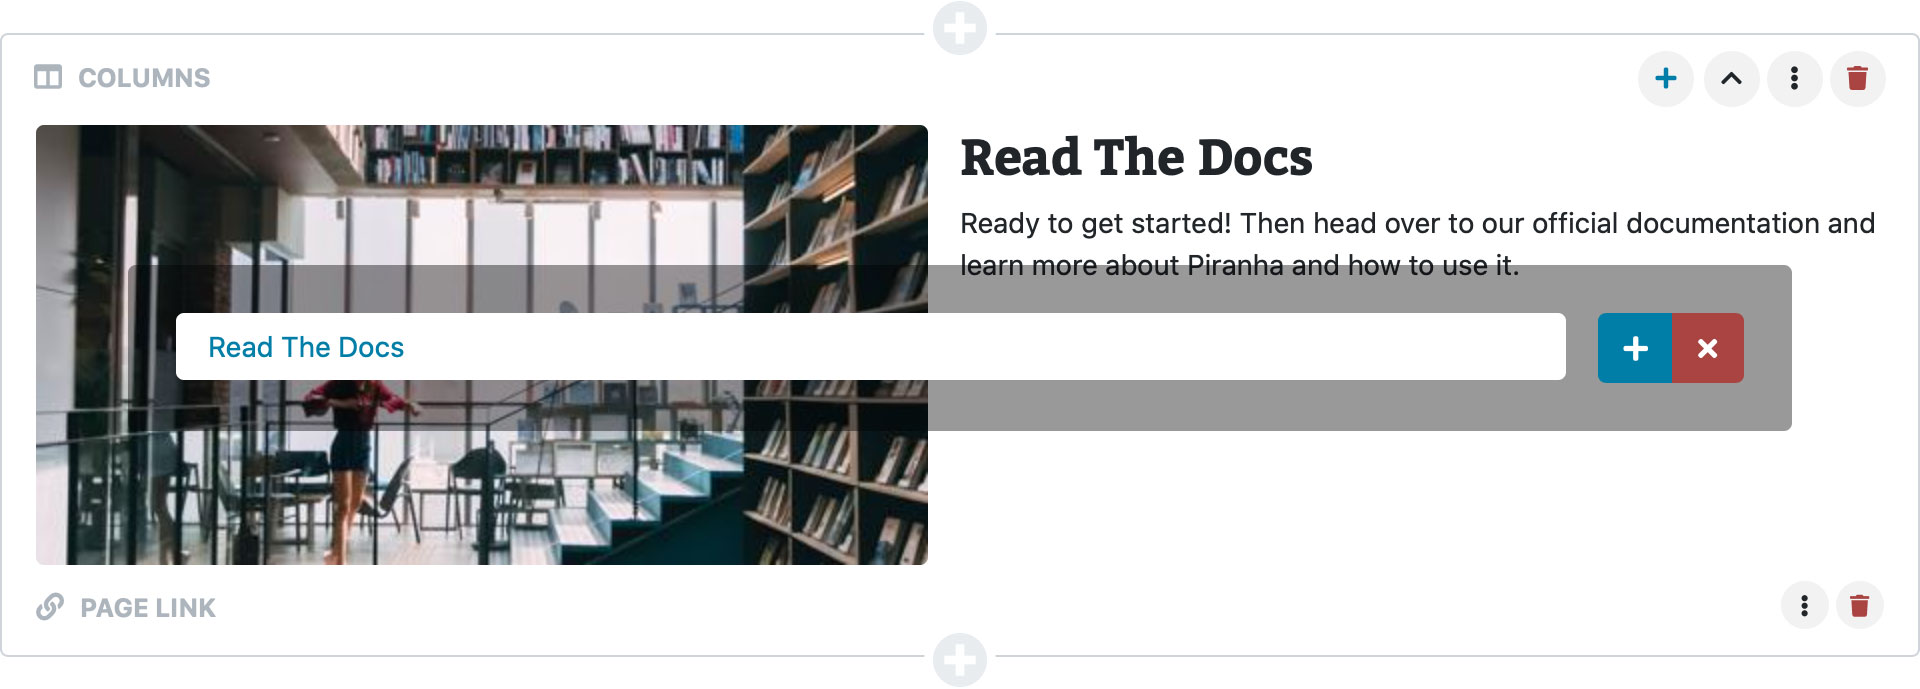 COLUMNS
Read The Docs
Ready to get started! Then head over to our official documentation and
learn more about Piranha and how to use it.
Read The Docs
PAGE LINK